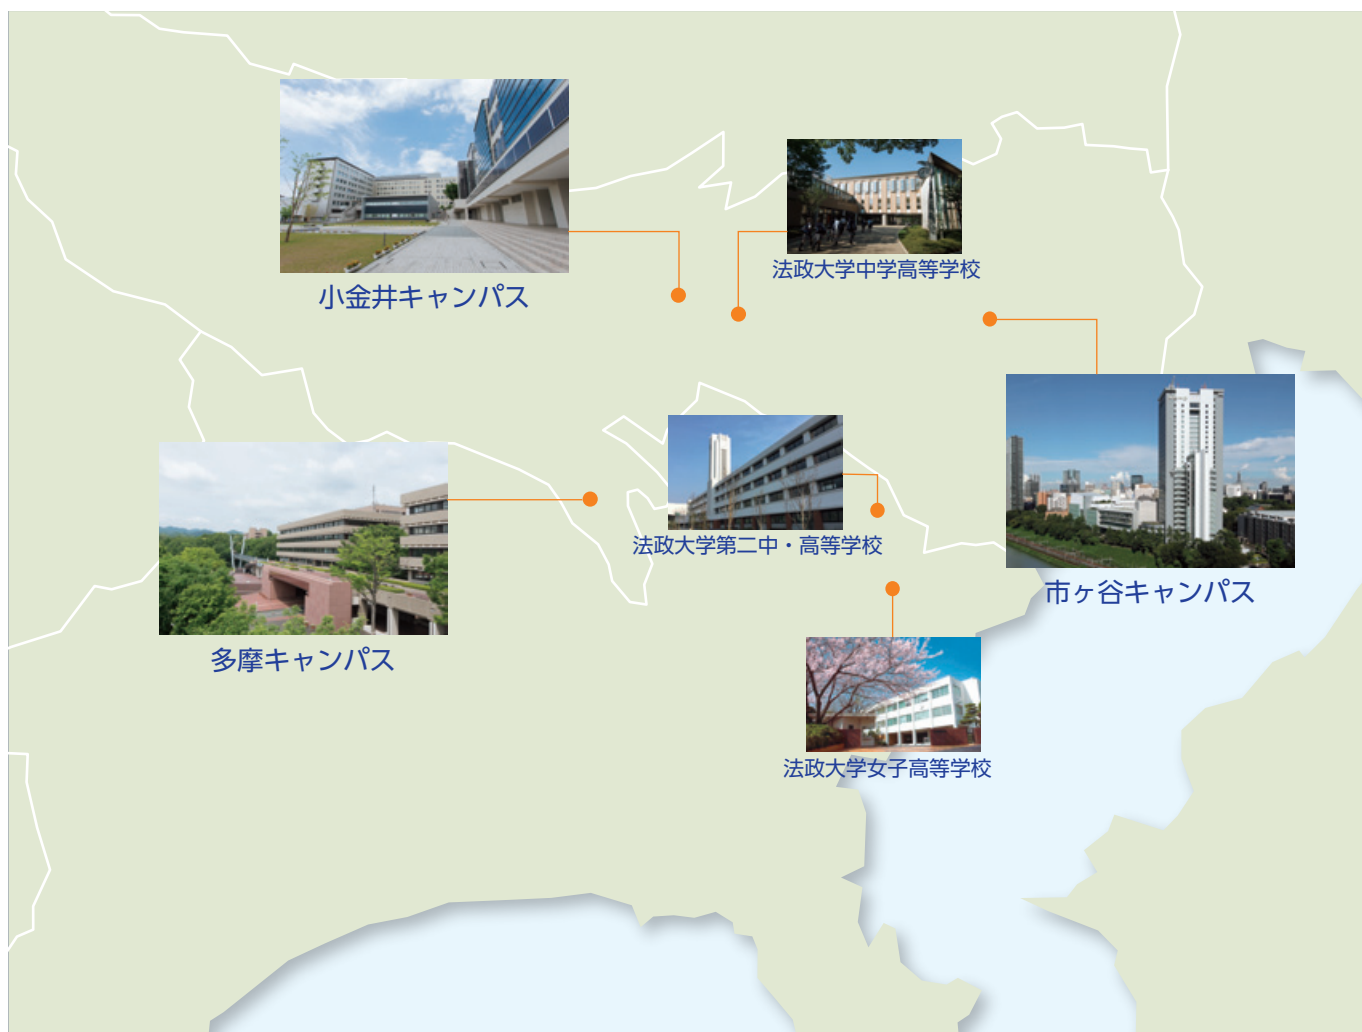 法政大学中学高等学校
小金井キャンパス
法政大学第二中・高等学校
市ヶ谷キャンパス
多摩キャンパス
法政大学女子高等学校